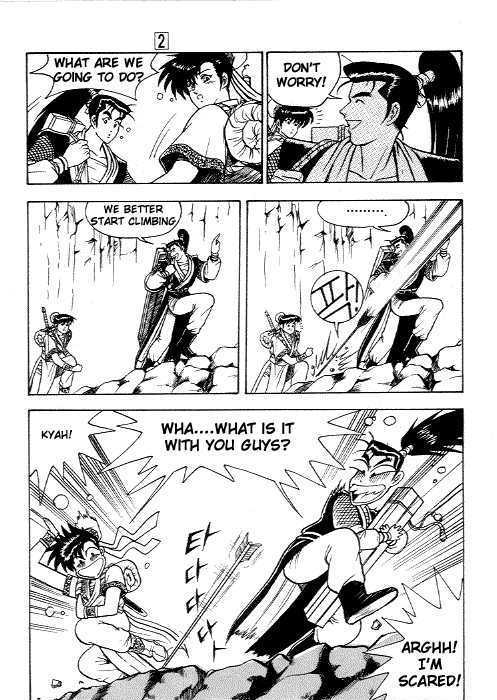 2
WHAT ARE WE
GOING TO DO?
DON'T
WORRY!
WE BETTER
START CLIMBING
..........
팍!
KYAH!
WHA....WHAT IS IT
WITH YOU GUYS?
타
다
다
다
ARGHH!
I'M
SCARED!